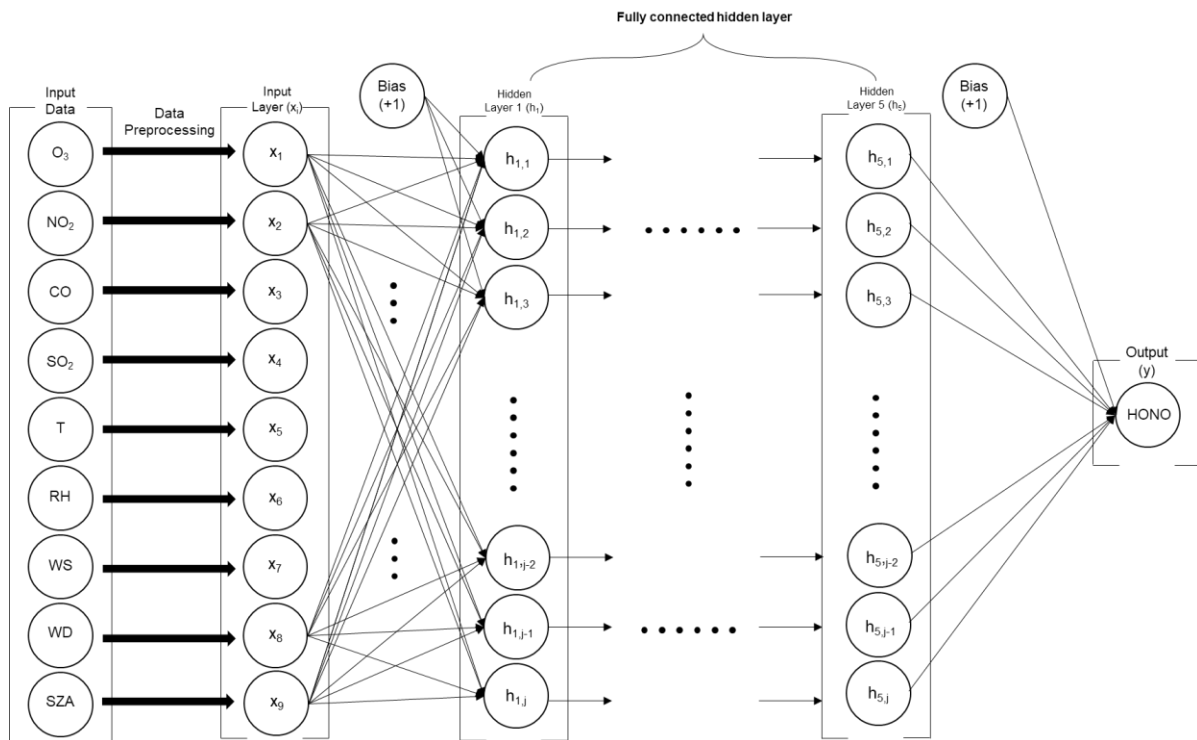 Fully connected hidden layer
Input
Data
Data
Preprocessing
Input
Layer (xᵢ)
Bias
(+1)
Hidden
Layer 1 (h₁)
Hidden
Layer 5 (h₅)
Bias
(+1)
O₃
x₁
h₁,₁
h₅,₁
NO₂
x₂
h₁,₂
h₅,₂
CO
x₃
h₁,₃
h₅,₃
SO₂
x₄
Output
(y)
T
x₅
HONO
RH
x₆
WS
x₇
h₁,ⱼ₋₂
h₅,ⱼ₋₂
WD
x₈
h₁,ⱼ₋₁
h₅,ⱼ₋₁
SZA
x₉
h₁,ⱼ
h₅,ⱼ